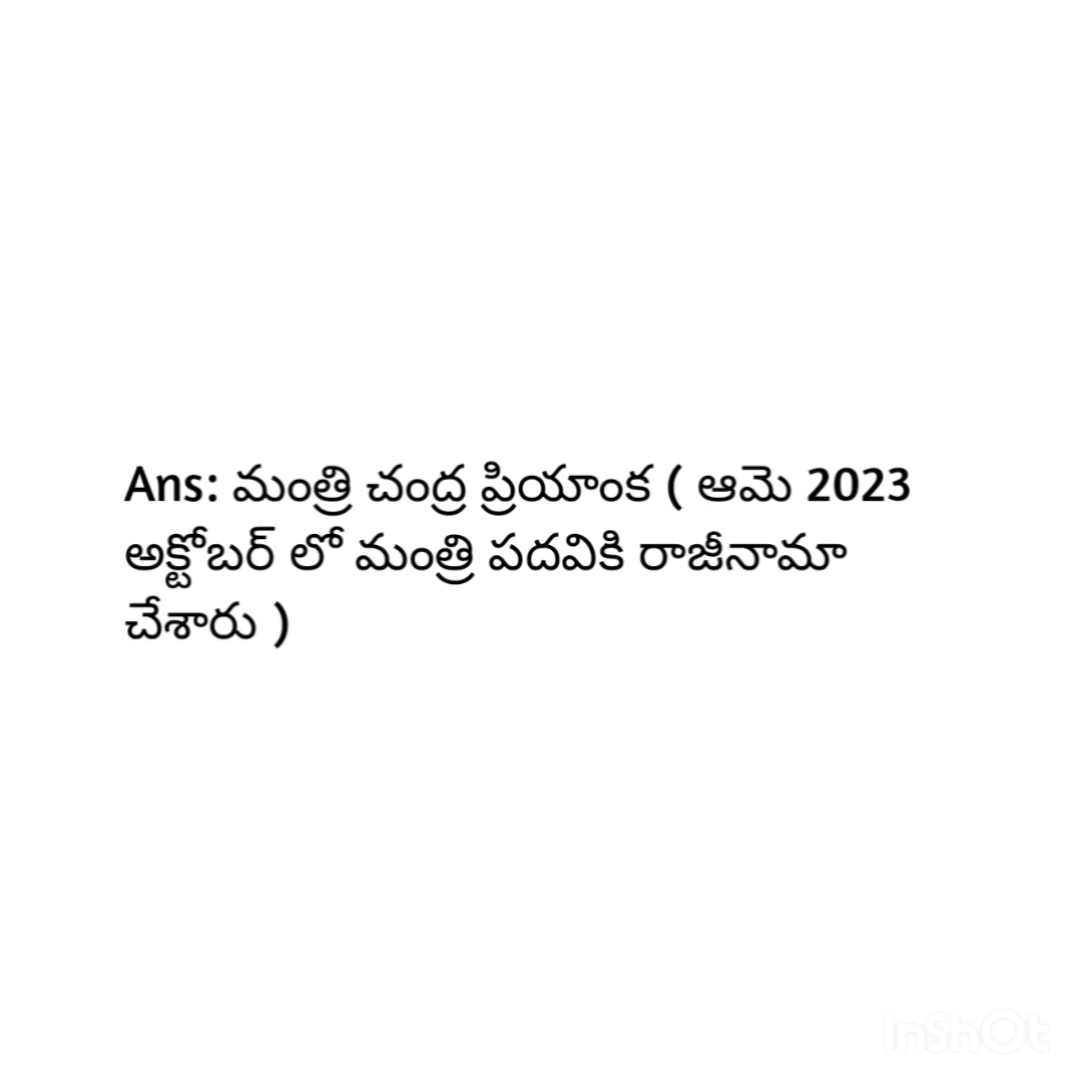 Ans: మంత్రి చంద్ర ప్రియాంక ( ఆమె 2023
అక్టోబర్ లో మంత్రి పదవికి రాజీనామా
చేశారు )
InShOt